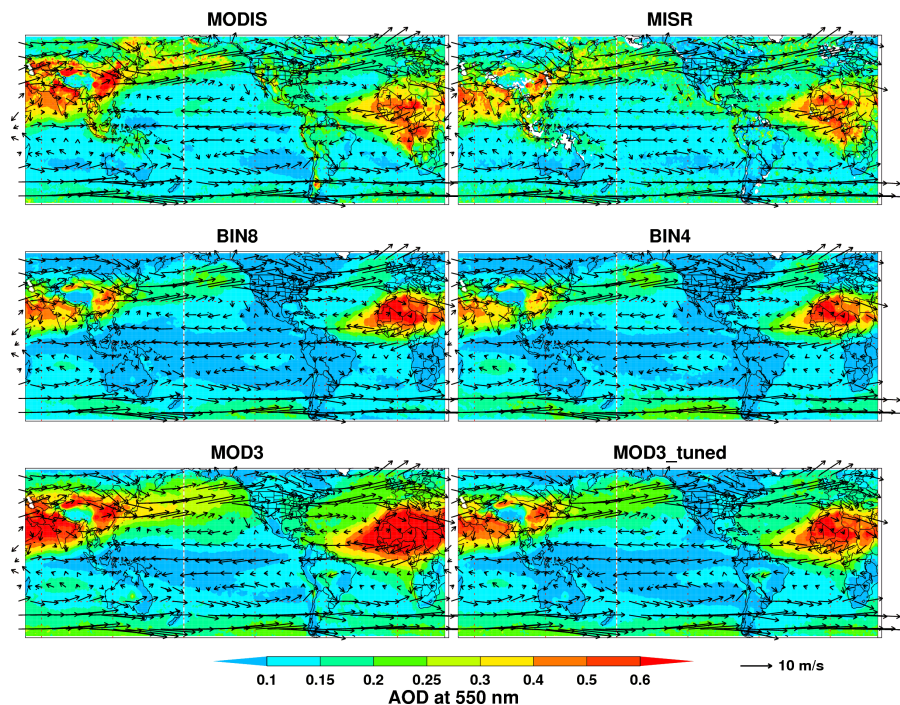 MODIS MISR
BIN8 BIN4
MOD3 MOD3_tuned
0.1 0.15 0.2 0.25 0.3 0.4 0.5 0.6
10 m/s
AOD at 550 nm